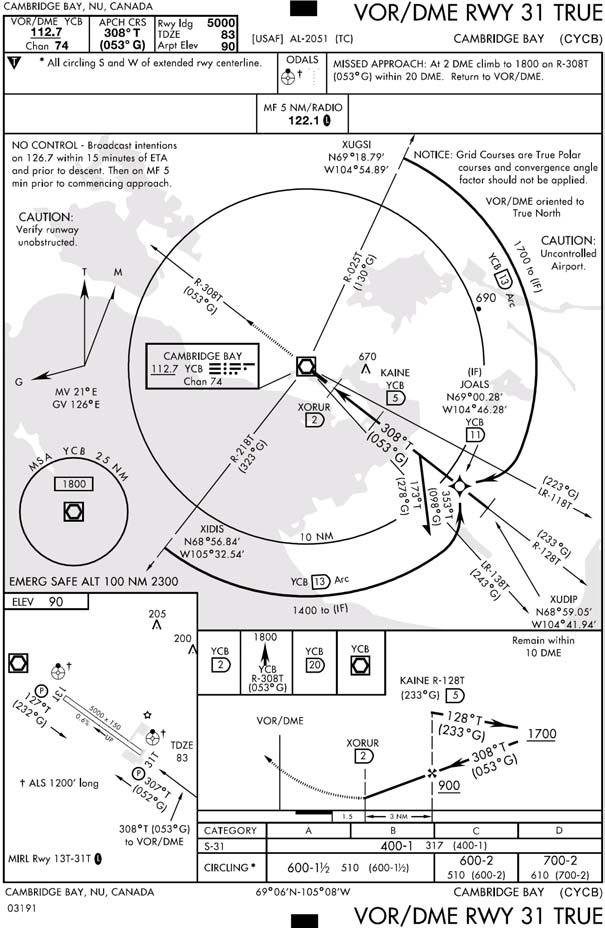 CAMBRIDGE BAY, NU, CANADA
VOR/DME RWY 31 TRUE
VOR/DME YCB
112.7
Chan 74
APCH CRS
308°T
(053°G)
Rwy ldg 5000
TDZE 83
Arpt Elev 90
[USAF] AL-2051 (TC)
CAMBRIDGE BAY (CYCB)
T
* All circling S and W of extended rwy centerline.
ODALS
†
MISSED APPROACH: At 2 DME climb to 1800 on R-308T
(053°G) within 20 DME. Return to VOR/DME.
MF 5 NM/RADIO
122.1 L
NO CONTROL - Broadcast intentions
on 126.7 within 15 minutes of ETA
and prior to descent. Then on MF 5
min prior to commencing approach.
XUGSI
N69°18.79'
W104°54.89'
NOTICE: Grid Courses are True Polar
courses and convergence angle
factor should not be applied.
VOR/DME oriented to
True North
CAUTION:
Verify runway
unobstructed.
CAUTION:
Uncontrolled
Airport.
1700 to (IF)
YCB 13 Arc
R-025T
(130°G)
R-308T
(053°G)
T
M
G
MV 21°E
GV 126°E
690
CAMBRIDGE BAY
112.7 YCB
Chan 74
670
KAINE
YCB
5
(IF)
JOALS
N69°00.28'
W104°46.28'
YCB
11
XORUR
2
308°T
(053°G)
R-218T
(323°G)
(278°G)
173°T
353°T
(098°G)
(223°G)
LR-118T
(233°G)
R-128T
LR-138T
(243°G)
MSA YCB 25 NM
1800
XIDIS
N68°56.84'
W105°32.54'
10 NM
YCB 13 Arc
1400 to (IF)
XUDIP
N68°59.05'
W104°41.94'
EMERG SAFE ALT 100 NM 2300
ELEV 90
205
200
†
P
127°T
(232°G)
13T
5000 x 150
0.6% UP
31T
†
TDZE
83
P
307°T
(052°G)
† ALS 1200' long
308°T (053°G)
to VOR/DME
MIRL Rwy 13T-31T L
YCB
2
1800
YCB
R-308T
(053°G)
YCB
20
YCB
Remain within
10 DME
KAINE R-128T
(233°G) 5
VOR/DME
XORUR
2
128°T
(233°G)
1700
308°T
(053°G)
900
1.5
3 NM
CATEGORY A B C D
S-31 400-1 317 (400-1)
CIRCLING* 600-1½ 510 (600-1½) 600-2 510 (600-2) 700-2 610 (700-2)
CAMBRIDGE BAY, NU, CANADA
69°06'N-105°08'W
CAMBRIDGE BAY (CYCB)
03191
VOR/DME RWY 31 TRUE